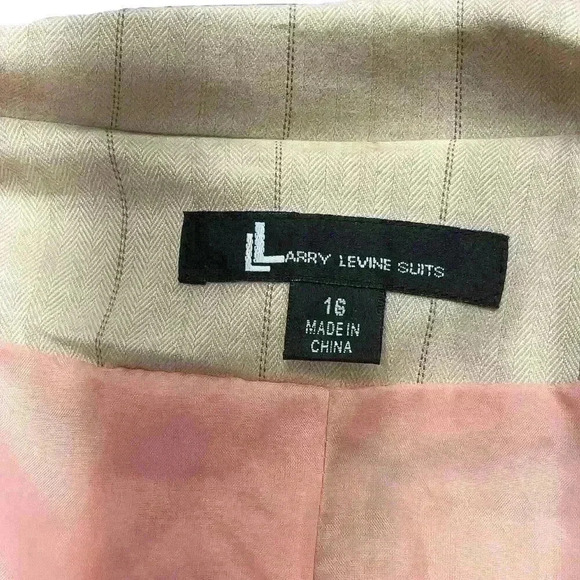 LARRY LEVINE SUITS
16
MADE IN
CHINA